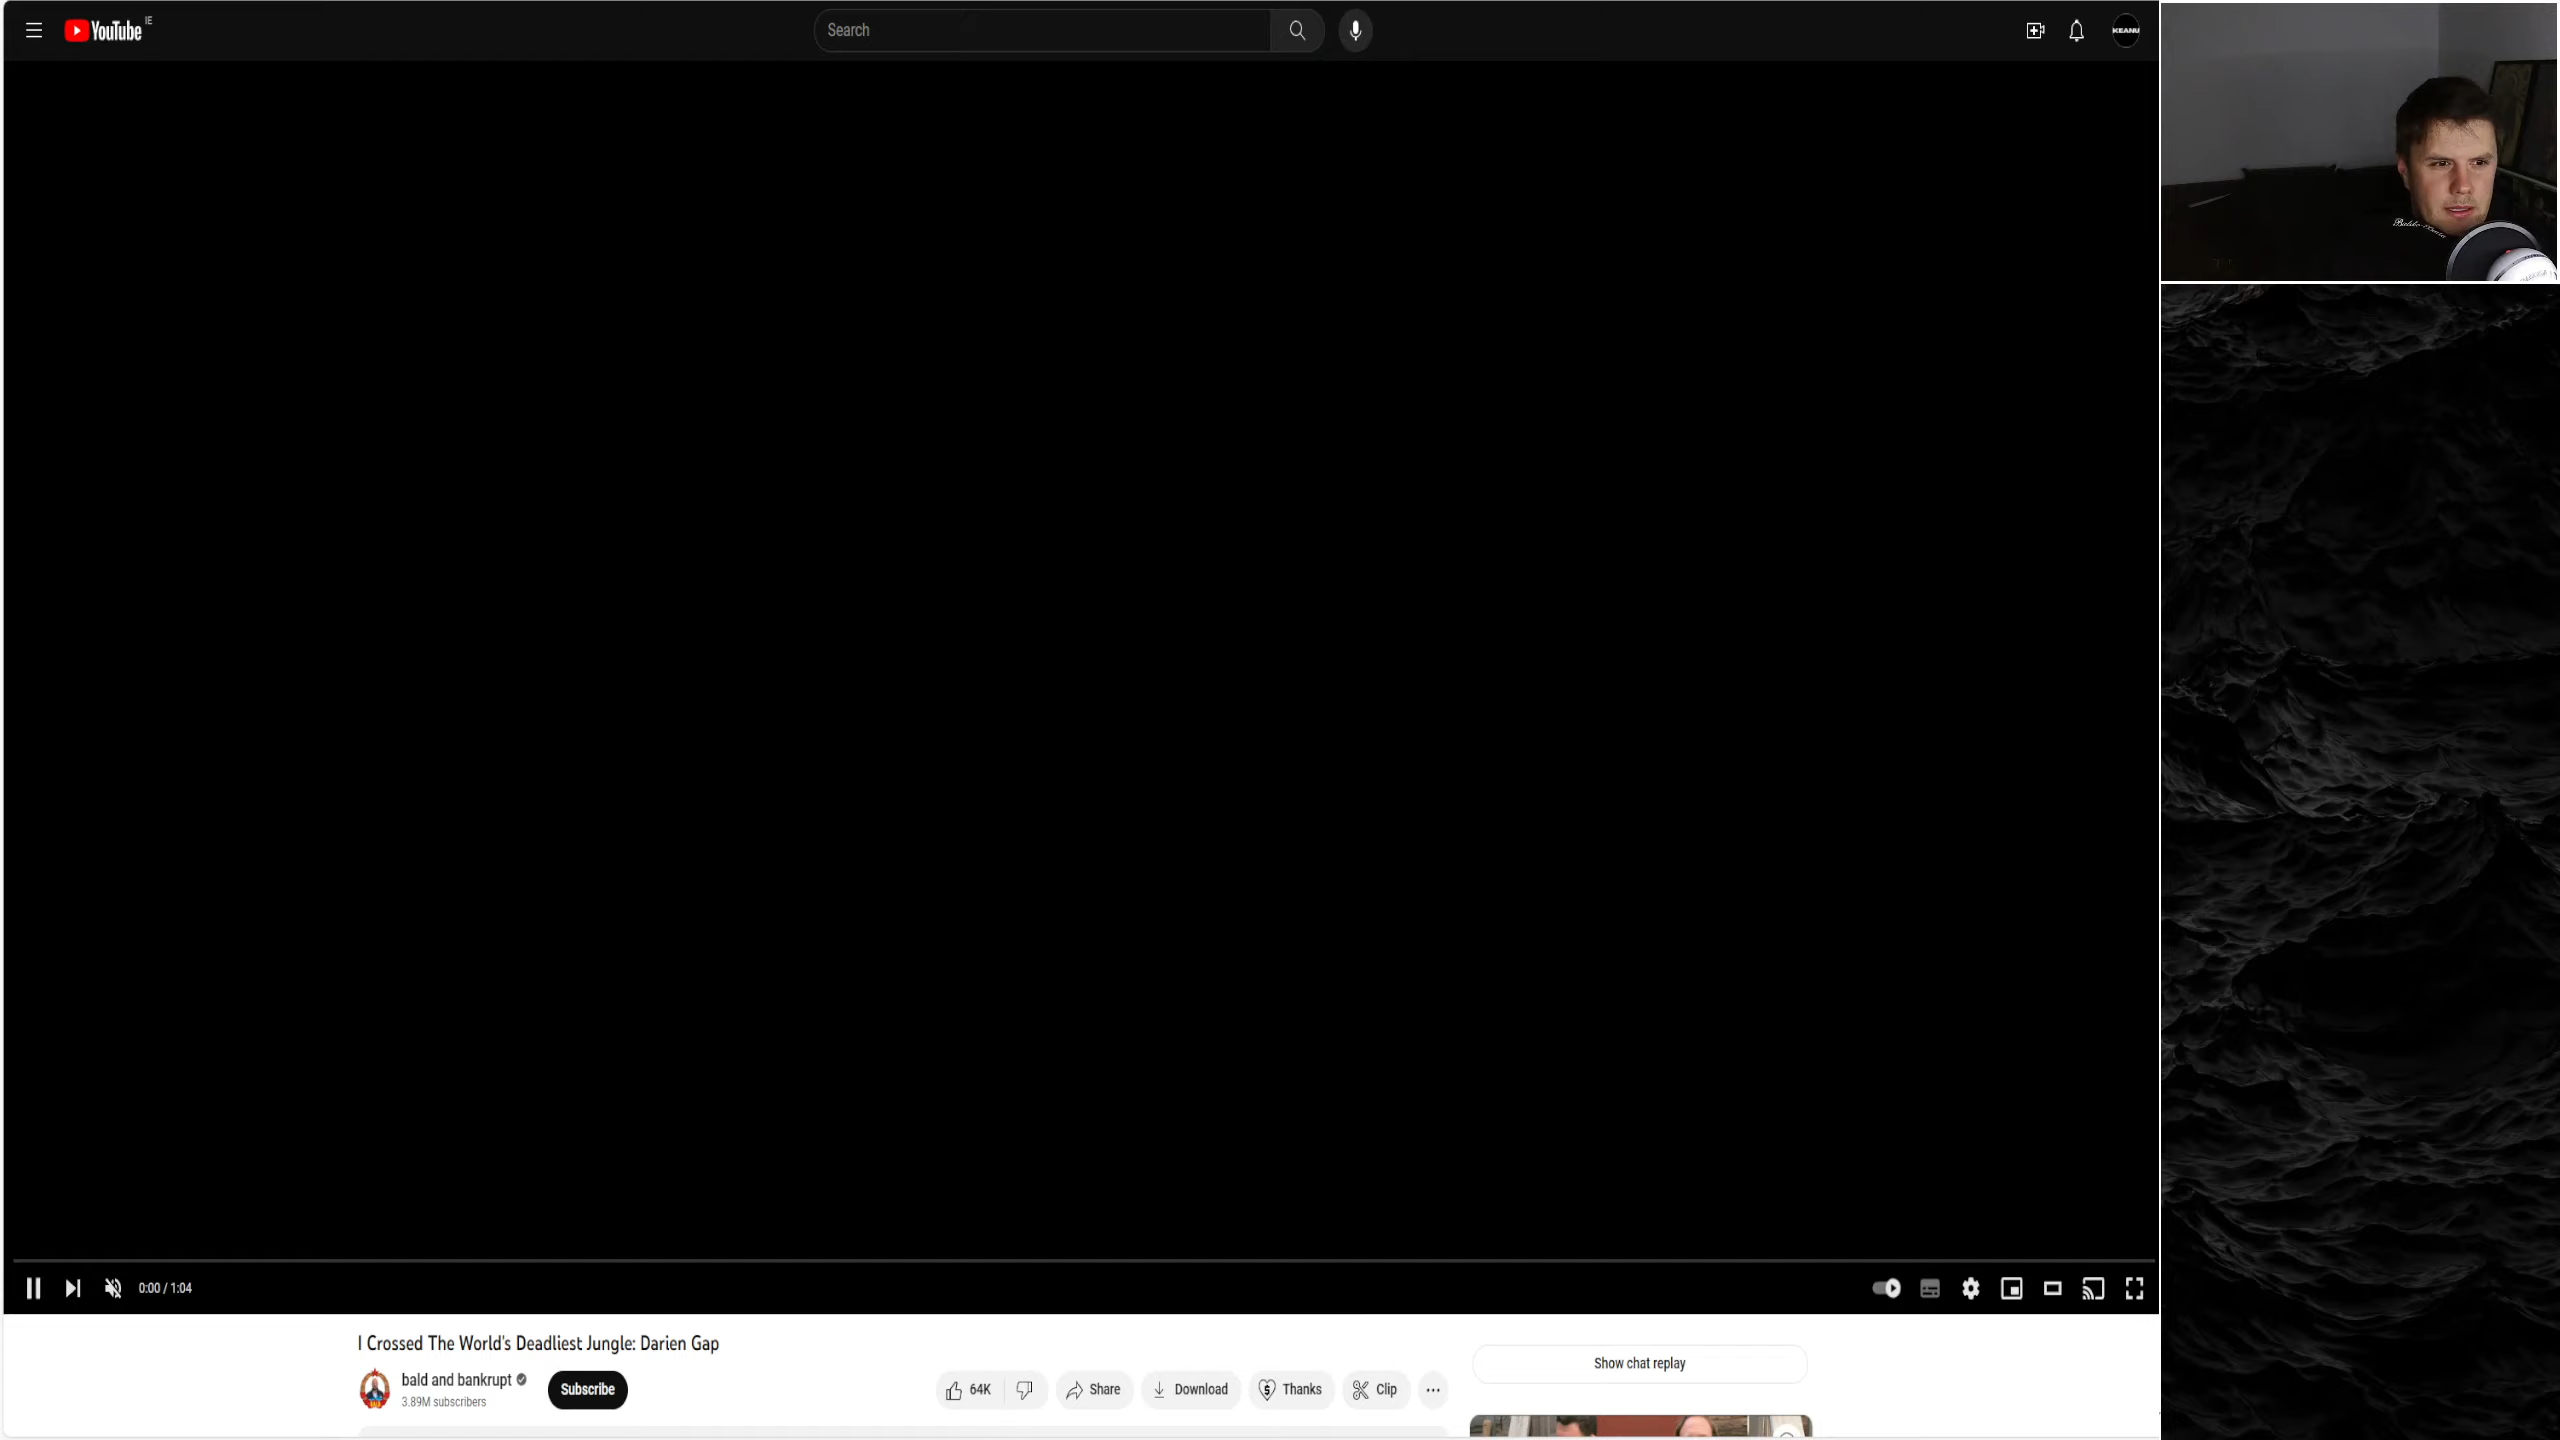 YouTube IE
Search
KEANU
0:00 / 1:04
I Crossed The World's Deadliest Jungle: Darien Gap
bald and bankrupt
3.89M subscribers
Subscribe
64K
Share
Download
Thanks
Clip
Show chat replay